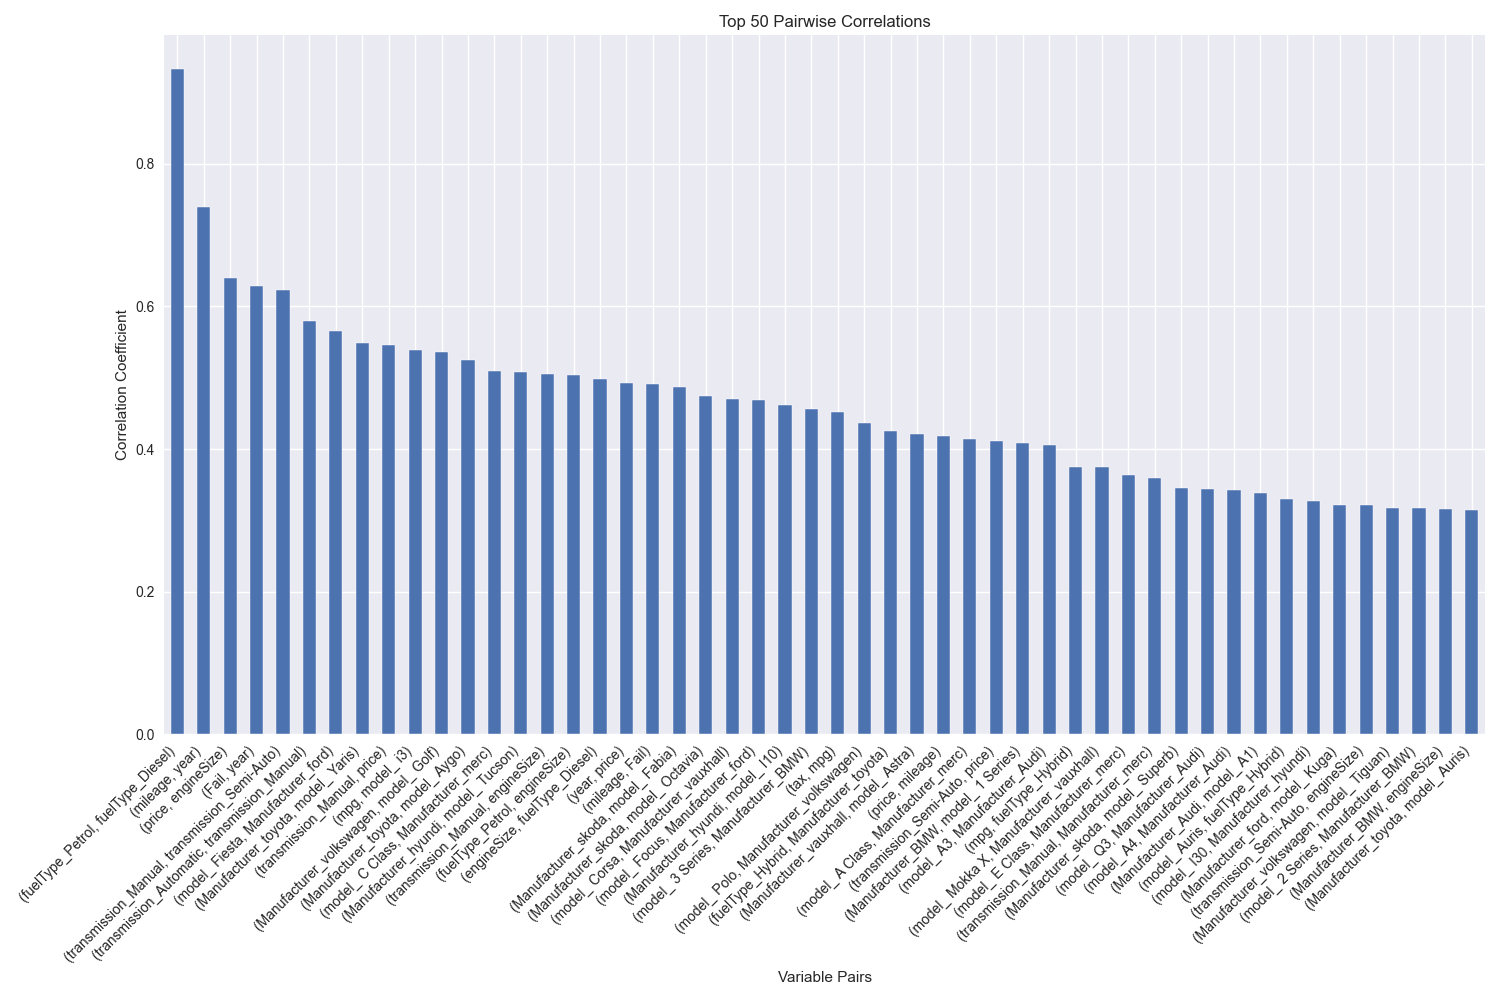 Top 50 Pairwise Correlations
Correlation Coefficient
0.8
0.6
0.4
0.2
0.0
(fuelType_Petrol, fuelType_Diesel)
(mileage, year)
(price, engineSize)
(Fail, year)
(transmission_Manual, transmission_Semi-Auto)
(transmission_Automatic, transmission_Manual)
(model_ Fiesta, Manufacturer_ford)
(Manufacturer_toyota, model_ Yaris)
(transmission_Manual, price)
(mpg, model_ i3)
(Manufacturer_volkswagen, model_ Golf)
(Manufacturer_toyota, model_ Aygo)
(model_ C Class, Manufacturer_merc)
(Manufacturer_hyundi, model_ Tucson)
(transmission_Manual, engineSize)
(fuelType_Petrol, engineSize)
(engineSize, fuelType_Diesel)
(year, price)
(mileage, Fail)
(Manufacturer_skoda, model_ Fabia)
(Manufacturer_skoda, model_ Octavia)
(model_ Corsa, Manufacturer_vauxhall)
(model_ Focus, Manufacturer_ford)
(Manufacturer_hyundi, model_ I10)
(model_ 3 Series, Manufacturer_BMW)
(tax, mpg)
(model_ Polo, Manufacturer_volkswagen)
(fuelType_Hybrid, Manufacturer_toyota)
(Manufacturer_vauxhall, model_ Astra)
(price, mileage)
(model_ A Class, Manufacturer_merc)
(transmission_Semi-Auto, price)
(Manufacturer_BMW, model_ 1 Series)
(model_ A3, Manufacturer_Audi)
(mpg, fuelType_Hybrid)
(model_ Mokka X, Manufacturer_vauxhall)
(model_ E Class, Manufacturer_merc)
(transmission_Manual, Manufacturer_merc)
(Manufacturer_skoda, model_ Superb)
(model_ Q3, Manufacturer_Audi)
(model_ A4, Manufacturer_Audi)
(Manufacturer_Audi, model_ A1)
(model_ Auris, fuelType_Hybrid)
(model_ I30, Manufacturer_hyundi)
(Manufacturer_ford, model_ Kuga)
(transmission_Semi-Auto, engineSize)
(Manufacturer_volkswagen, model_ Tiguan)
(model_ 2 Series, Manufacturer_BMW)
(Manufacturer_BMW, engineSize)
(Manufacturer_toyota, model_ Auris)
Variable Pairs